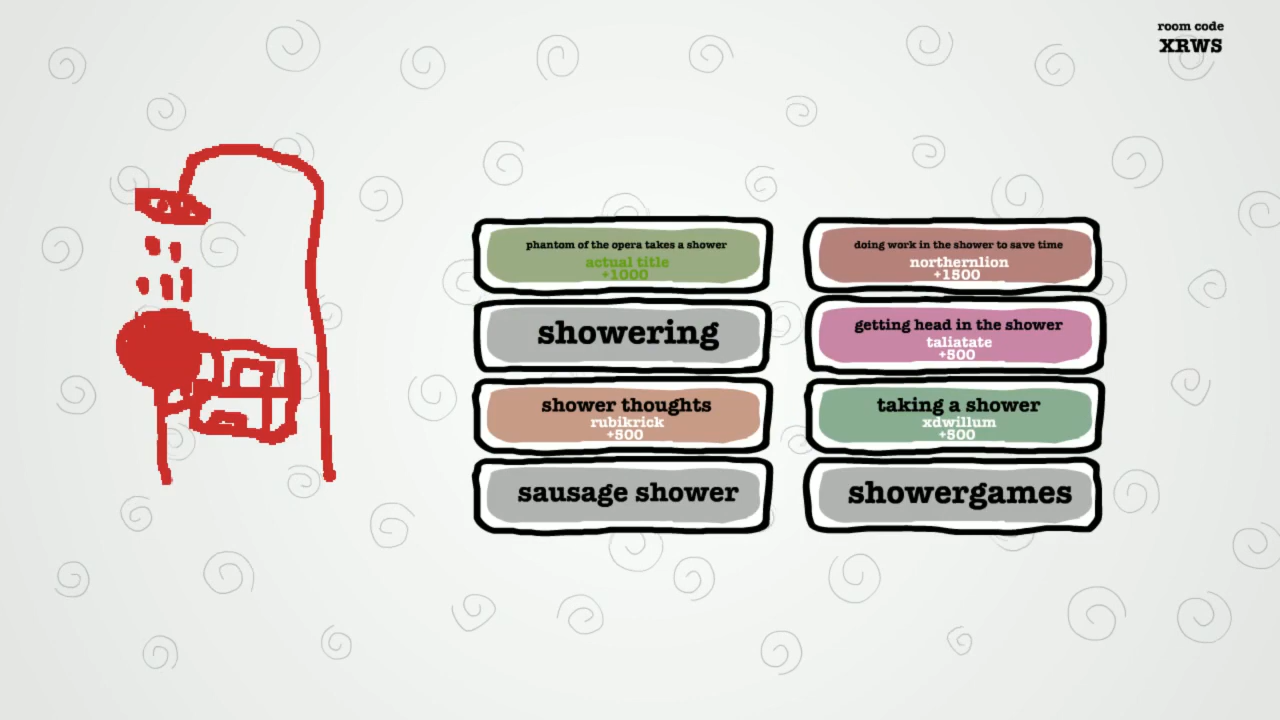 room code
XRWS
phantom of the opera takes a shower
actual title
+1000
doing work in the shower to save time
northernlion
+1500
showering
getting head in the shower
taliatate
+500
shower thoughts
rubikrick
+500
taking a shower
xdwillum
+500
sausage shower
showergames